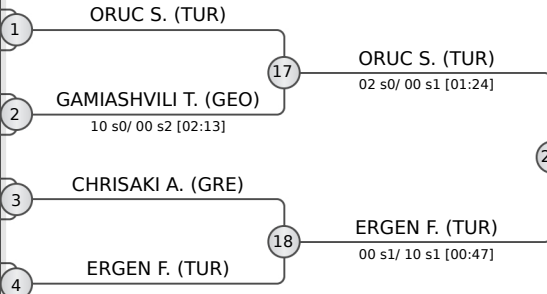 ORUC S. (TUR)
1
17
ORUC S. (TUR)
02 s0/ 00 s1 [01:24]
GAMIASHVILI T. (GEO)
2
10 s0/ 00 s2 [02:13]
2
CHRISAKI A. (GRE)
3
18
ERGEN F. (TUR)
00 s1/ 10 s1 [00:47]
ERGEN F. (TUR)
4